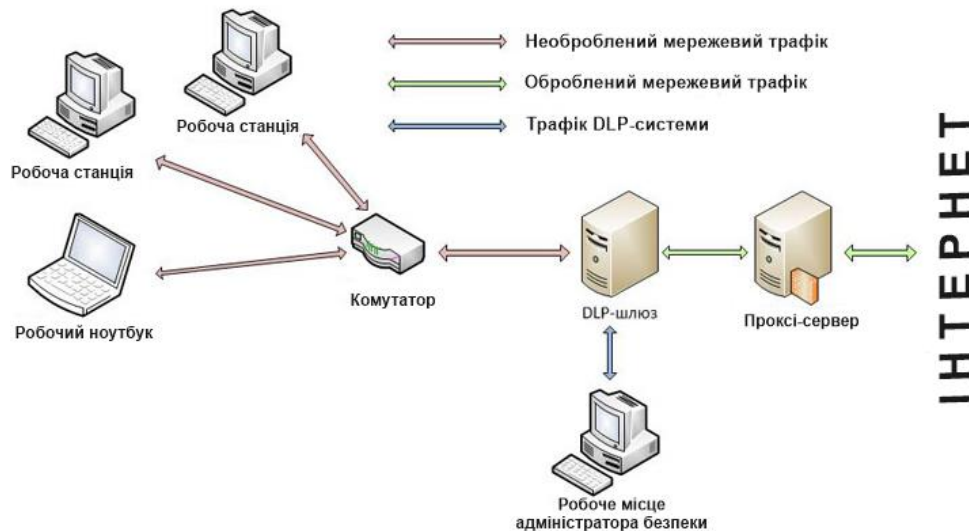 Необроблений мережевий трафік
Оброблений мережевий трафік
Трафік DLP-системи
Робоча станція
Робоча станція
Робочий ноутбук
Комутатор
DLP-шлюз
Проксі-сервер
ІНТЕРНЕТ
Робоче місце
адміністратора безпеки